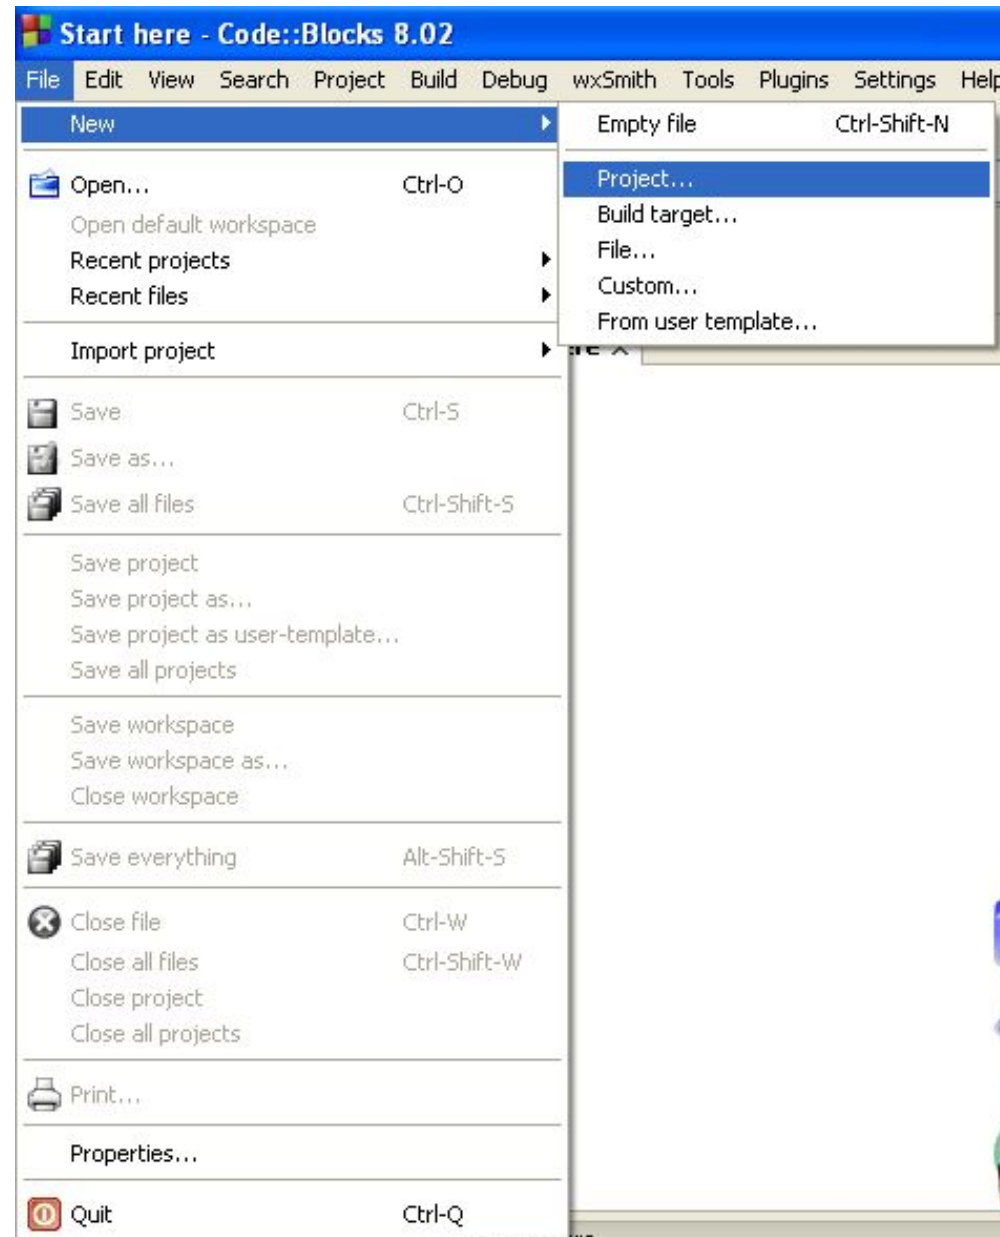 Start here - Code::Blocks 8.02
File Edit View Search Project Build Debug wxSmith Tools Plugins Settings Help
New
Empty file Ctrl-Shift-N
Project...
Build target...
File...
Custom...
From user template...
Open... Ctrl-O
Open default workspace
Recent projects
Recent files
Import project
Save Ctrl-S
Save as...
Save all files Ctrl-Shift-S
Save project
Save project as...
Save project as user-template...
Save all projects
Save workspace
Save workspace as...
Close workspace
Save everything Alt-Shift-S
Close file Ctrl-W
Close all files Ctrl-Shift-W
Close project
Close all projects
Print...
Properties...
Quit Ctrl-Q